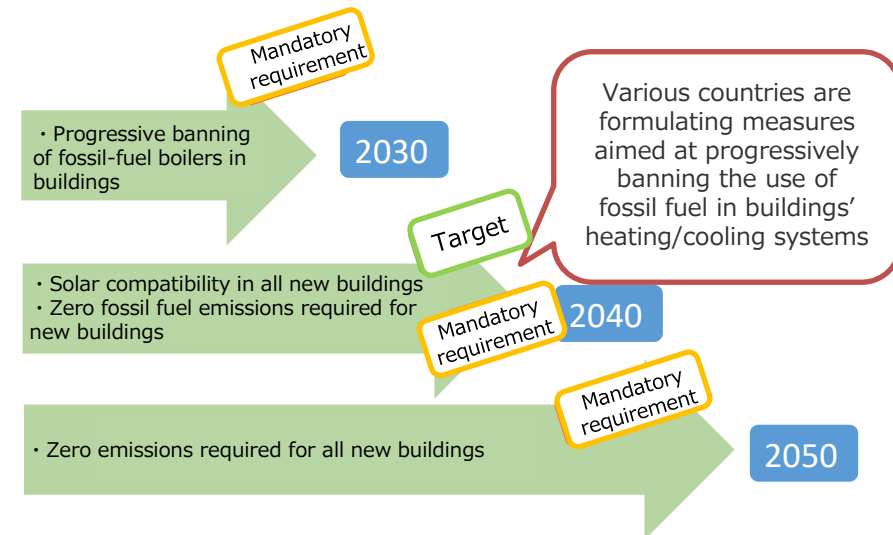 Mandatory
requirement
・Progressive banning
of fossil-fuel boilers in
buildings
2030
Various countries are
formulating measures
aimed at progressively
banning the use of
fossil fuel in buildings’
heating/cooling systems
Target
・Solar compatibility in all new buildings
・Zero fossil fuel emissions required for
new buildings
Mandatory
requirement
2040
Mandatory
requirement
・Zero emissions required for all new buildings
2050